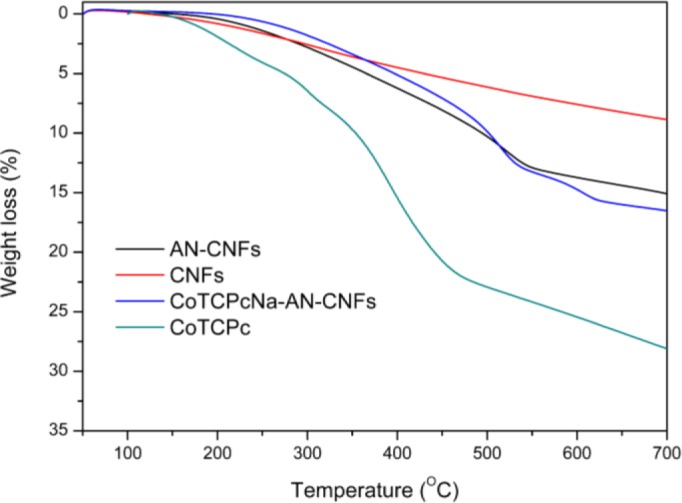 0
5
10
15
20
25
30
35
Weight loss (%)
AN-CNFs
CNFs
CoTCPcNa-AN-CNFs
CoTCPc
100 200 300 400 500 600 700
Temperature (°C)